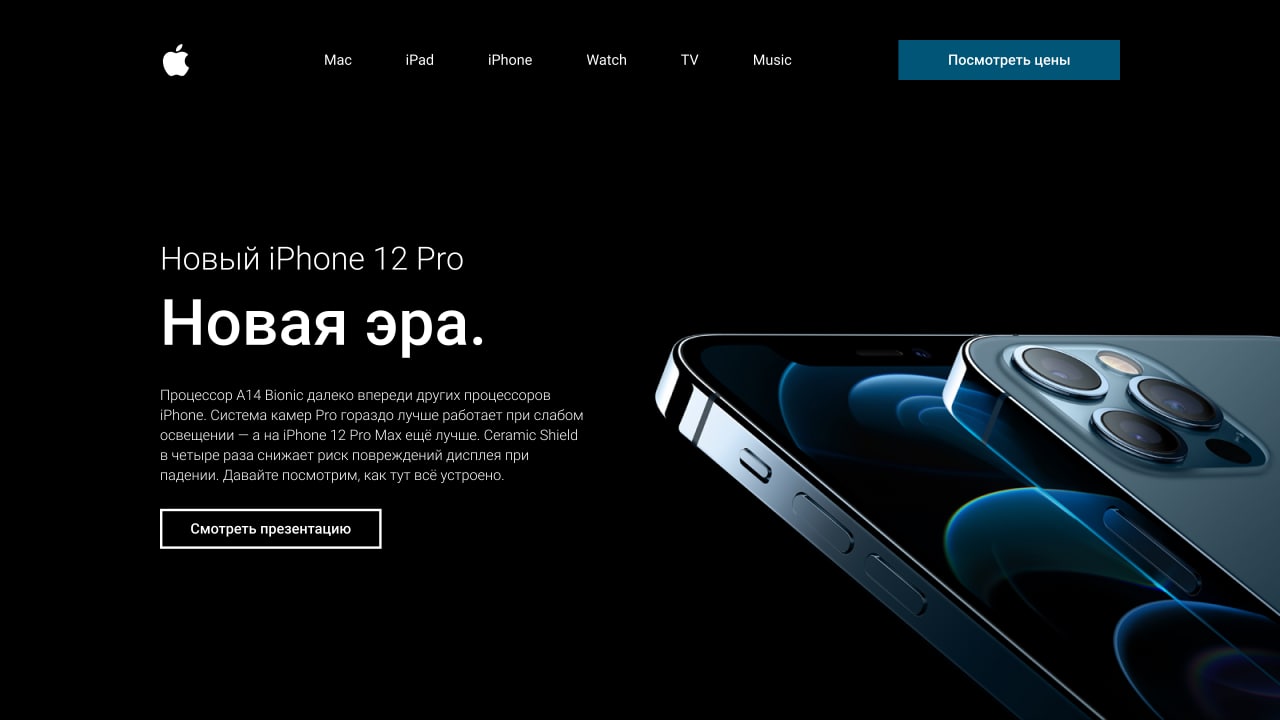 Mac
iPad
iPhone
Watch
TV
Music
Посмотреть цены
Новый iPhone 12 Pro
Новая эра.
Процессор A14 Bionic далеко впереди других процессоров
iPhone. Система камер Pro гораздо лучше работает при слабом
освещении — а на iPhone 12 Pro Max ещё лучше. Ceramic Shield
в четыре раза снижает риск повреждений дисплея при
падении. Давайте посмотрим, как тут всё устроено.
Смотреть презентацию